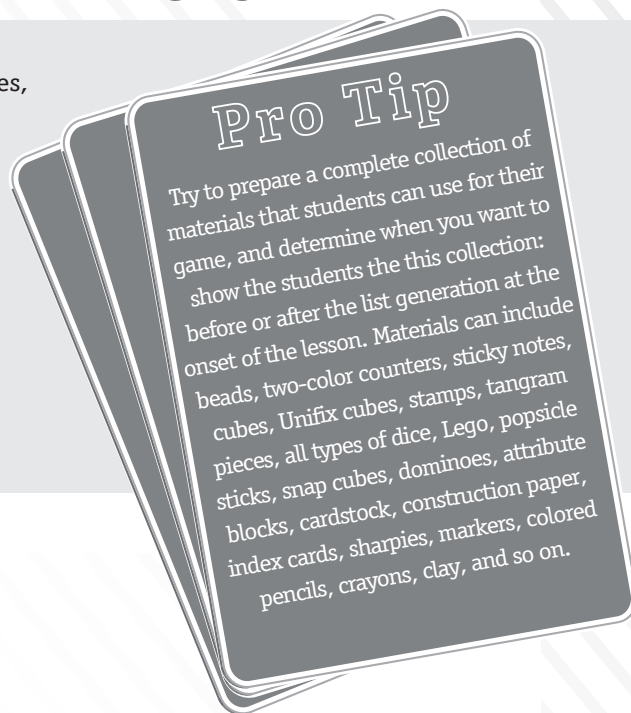 es,
Pro Tip
Try to prepare a complete collection of
materials that students can use for their
game, and determine when you want to
show the students the this collection:
before or after the list generation at the
onset of the lesson. Materials can include
beads, two-color counters, sticky notes,
cubes, Unifix cubes, stamps, tangram
pieces, all types of dice, Lego, popsicle
sticks, snap cubes, dominoes, attribute
blocks, cardstock, construction paper,
index cards, sharpies, markers, colored
pencils, crayons, clay, and so on.